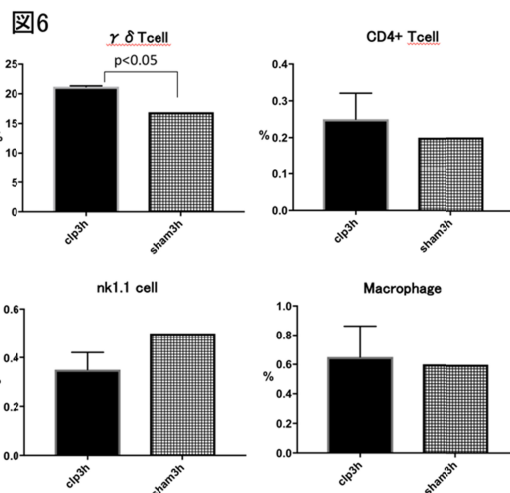 図6
γ δ Tcell
p<0.05
25
20
15
10
5
0
clp3h
sham3h
CD4+ Tcell
%
0.4
0.3
0.2
0.1
0.0
clp3h
sham3h
nk1.1 cell
0.6
0.4
0.2
0.0
clp3h
sham3h
Macrophage
%
1.0
0.8
0.6
0.4
0.2
0.0
clp3h
sham3h